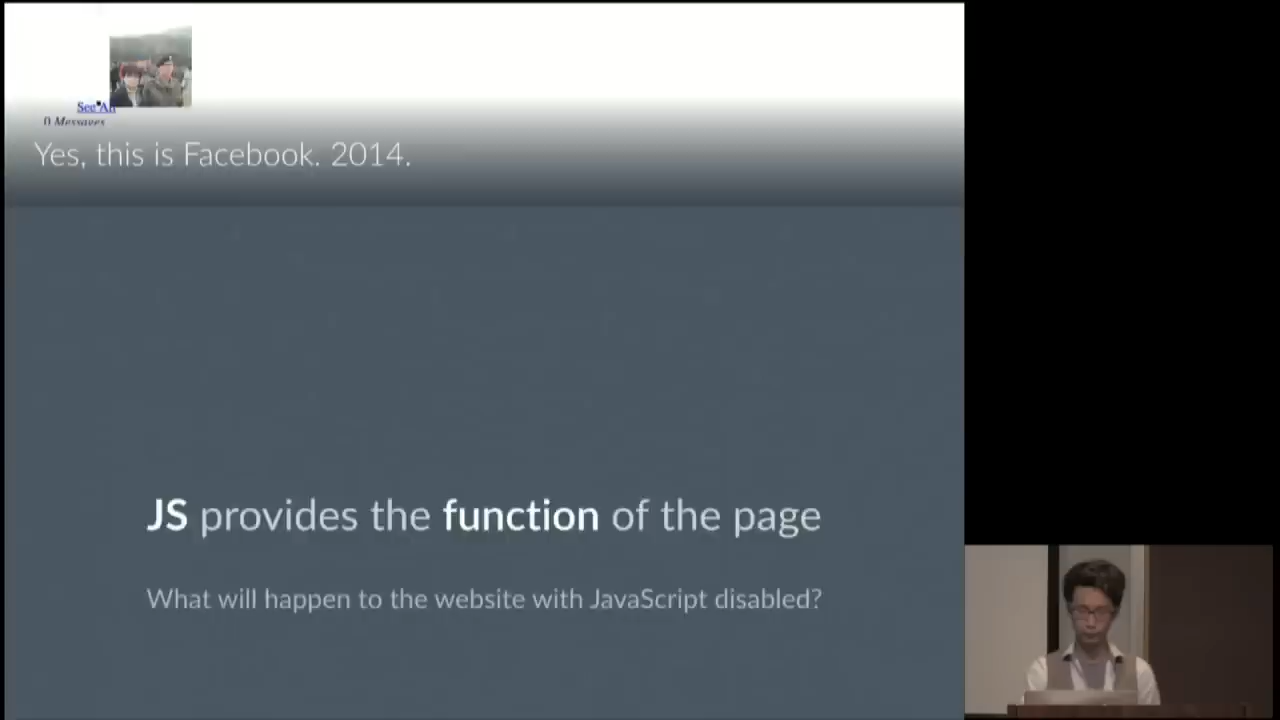 See All
0 Messages
Yes, this is Facebook. 2014.
JS provides the function of the page
What will happen to the website with JavaScript disabled?